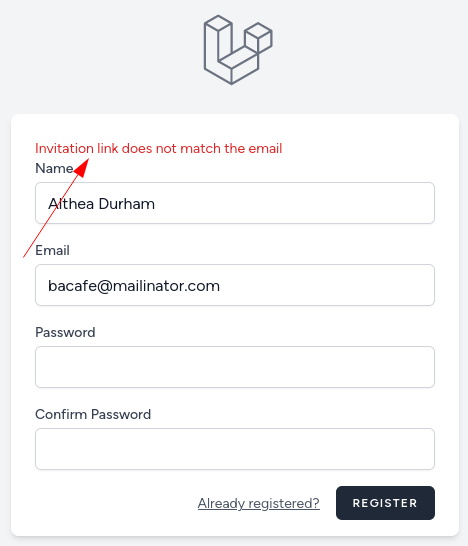 Invitation link does not match the email
Name
Althea Durham
Email
bacafe@mailinator.com
Password
Confirm Password
Already registered?
REGISTER